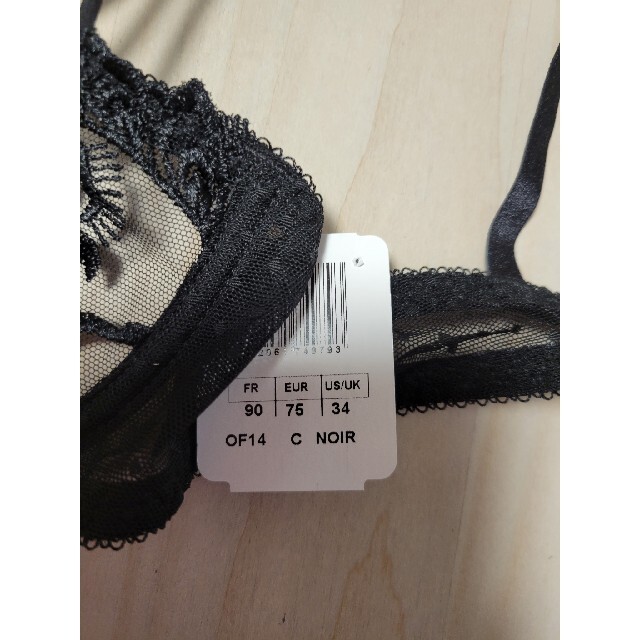 FR EUR US/UK
90 75 34
OF14 C NOIR